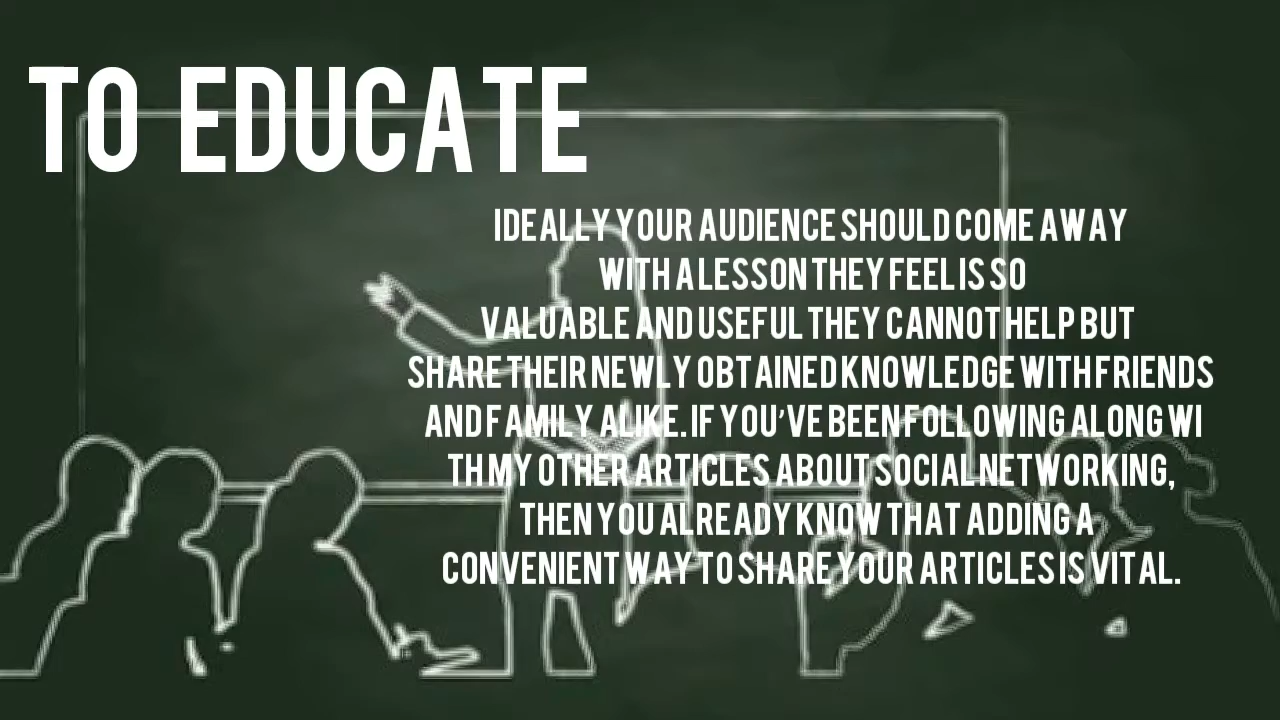 TO EDUCATE
IDEALLY YOUR AUDIENCE SHOULD COME AWAY
WITH A LESSON THEY FEEL IS SO
VALUABLE AND USEFUL THEY CANNOT HELP BUT
SHARE THEIR NEWLY OBTAINED KNOWLEDGE WITH FRIENDS
AND FAMILY ALIKE. IF YOU'VE BEEN FOLLOWING ALONG WI
TH MY OTHER ARTICLES ABOUT SOCIAL NETWORKING,
THEN YOU ALREADY KNOW THAT ADDING A
CONVENIENT WAY TO SHARE YOUR ARTICLES IS VITAL.